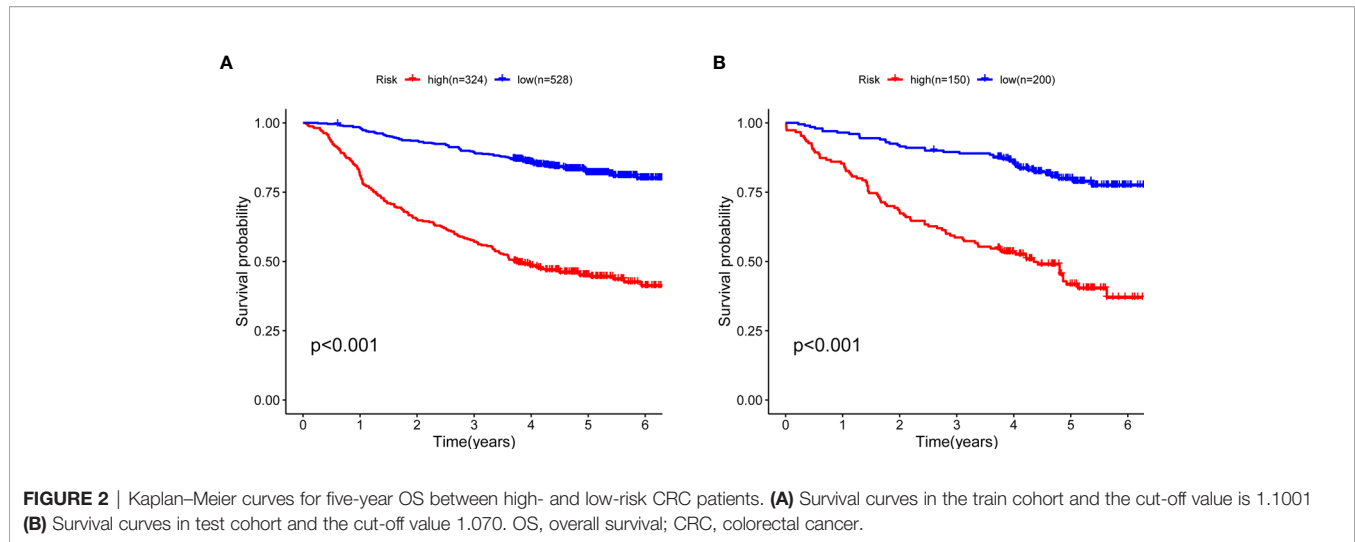 A
Risk high(n=324) low(n=528)
1.00
0.75
0.50
0.25
0.00
Survival probability
p<0.001
0 1 2 3 4 5 6
Time(years)
B
Risk high(n=150) low(n=200)
1.00
0.75
0.50
0.25
0.00
Survival probability
p<0.001
0 1 2 3 4 5 6
Time(years)
FIGURE 2 | Kaplan–Meier curves for five-year OS between high- and low-risk CRC patients. (A) Survival curves in the train cohort and the cut-off value is 1.1001
(B) Survival curves in test cohort and the cut-off value 1.070. OS, overall survival; CRC, colorectal cancer.